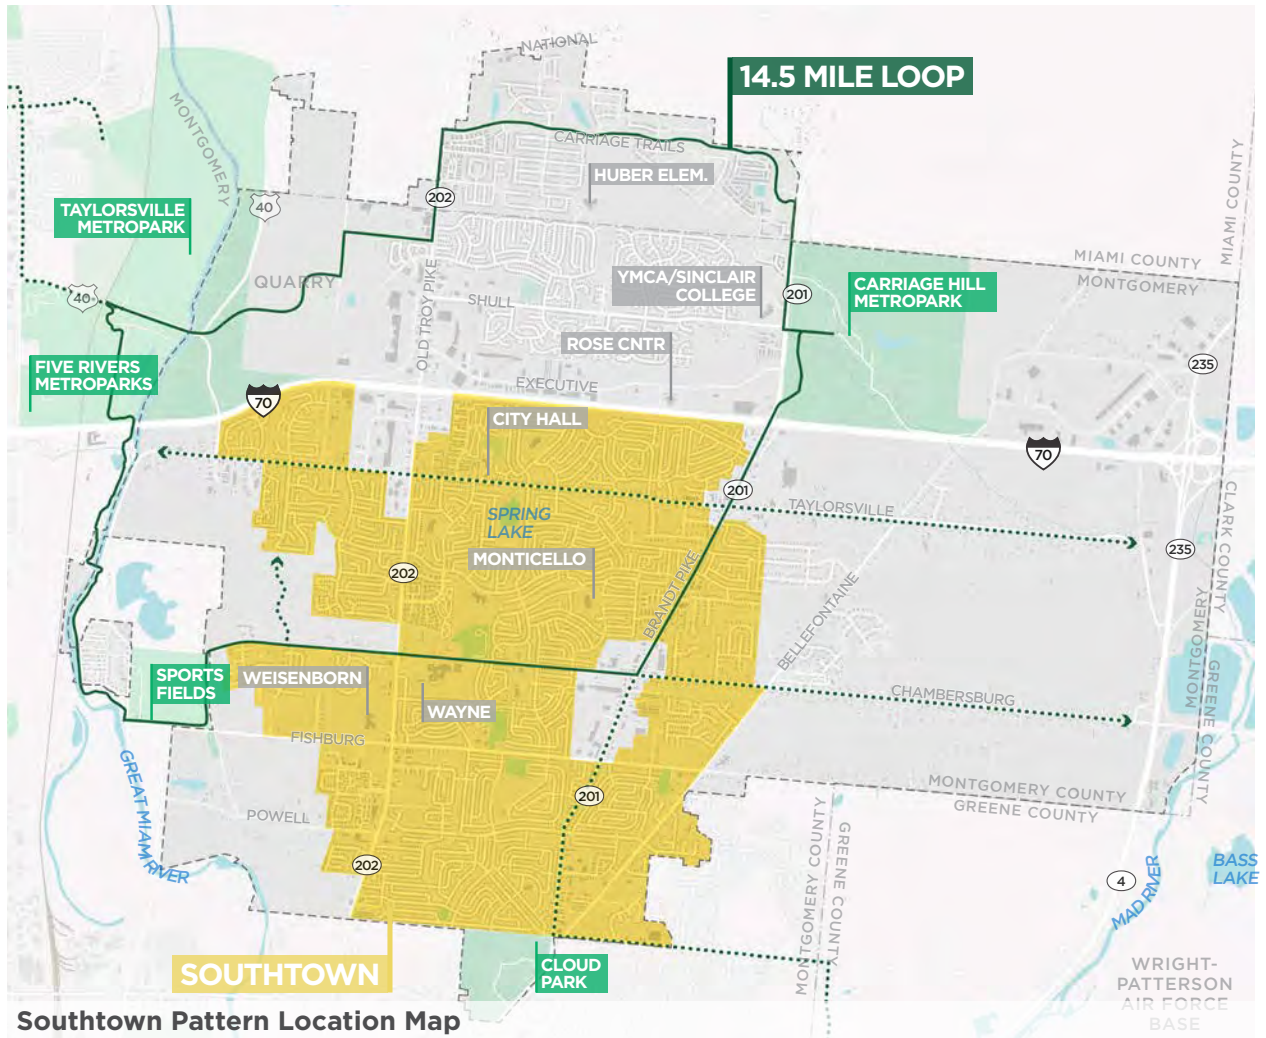 NATIONAL
14.5 MILE LOOP
MONTGOMERY
CARRIAGE TRAILS
HUBER ELEM.
202
40
TAYLORSVILLE
METROPARK
MIAMI COUNTY
MIAMI COUNTY
MONTGOMERY
QUARRY
YMCA/SINCLAIR
COLLEGE
201
CARRIAGE HILL
METROPARK
40
SHULL
OLD TROY PIKE
ROSE CNTR
FIVE RIVERS
METROPARKS
235
EXECUTIVE
70
CITY HALL
70
201
TAYLORSVILLE
SPRING
LAKE
CLARK COUNTY
235
MONTICELLO
202
BRANDT PIKE
BELLEFONTAINE
MONTGOMERY
GREENE COUNTY
SPORTS
FIELDS
WEISENBORN
WAYNE
CHAMBERSBURG
FISHBURG
GREAT MIAMI RIVER
201
MONTGOMERY COUNTY
GREENE COUNTY
POWELL
202
MONTGOMERY COUNTY
GREENE COUNTY
4
MAD RIVER
BASS
LAKE
SOUTHTOWN
CLOUD
PARK
WRIGHT-
PATTERSON
AIR FORCE
BASE
Southtown Pattern Location Map